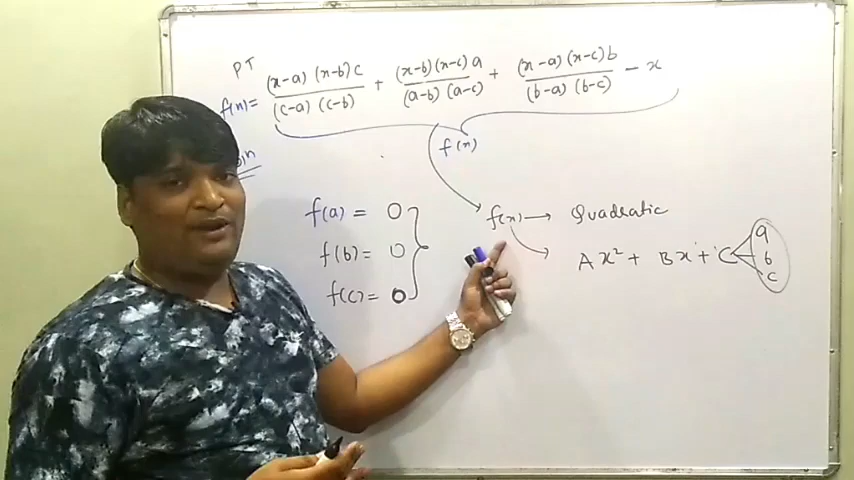 PT
f(x) = (x-a)(x-b)c / (c-a)(c-b) + (x-b)(x-c)a / (a-b)(a-c) + (x-a)(x-c)b / (b-a)(b-c) - x
f(x)
f(a) = 0
f(b) = 0
f(c) = 0
f(x) → Quadratic
Ax² + Bx + C
a
b
c